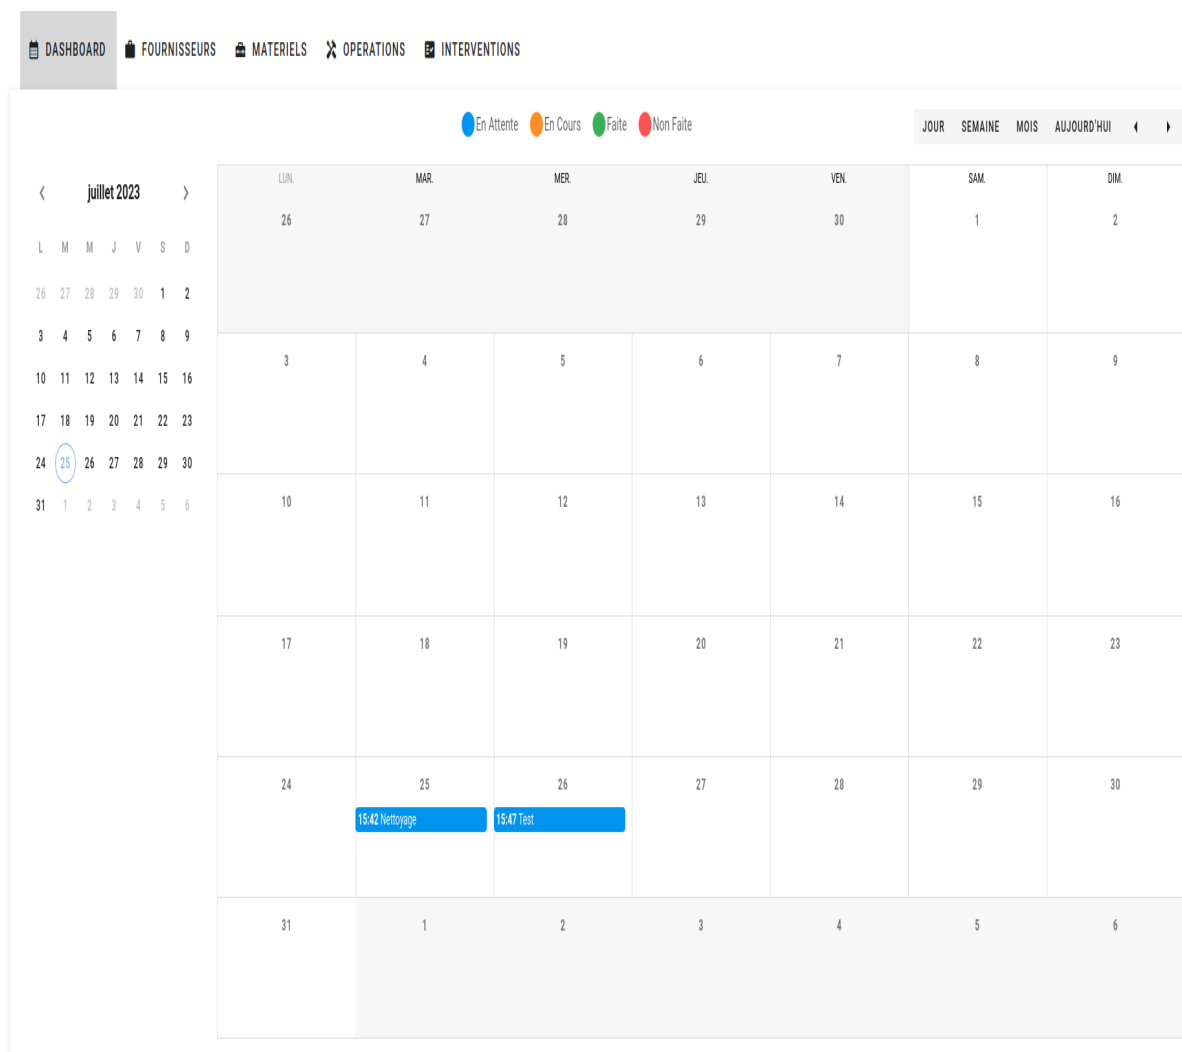 DASHBOARD FOURNISSEURS MATERIELS OPERATIONS INTERVENTIONS
En Attente En Cours Faite Non Faite
JOUR SEMAINE MOIS AUJOURD'HUI
juillet 2023
L M M J V S D
26 27 28 29 30 1 2
3 4 5 6 7 8 9
10 11 12 13 14 15 16
17 18 19 20 21 22 23
24 25 26 27 28 29 30
31 1 2 3 4 5 6
LUN. MAR. MER. JEU. VEN. SAM. DIM.
26 27 28 29 30 1 2
3 4 5 6 7 8 9
10 11 12 13 14 15 16
17 18 19 20 21 22 23
24 25 26 27 28 29 30
15:42 Nettoyage 15:47 Test
31 1 2 3 4 5 6